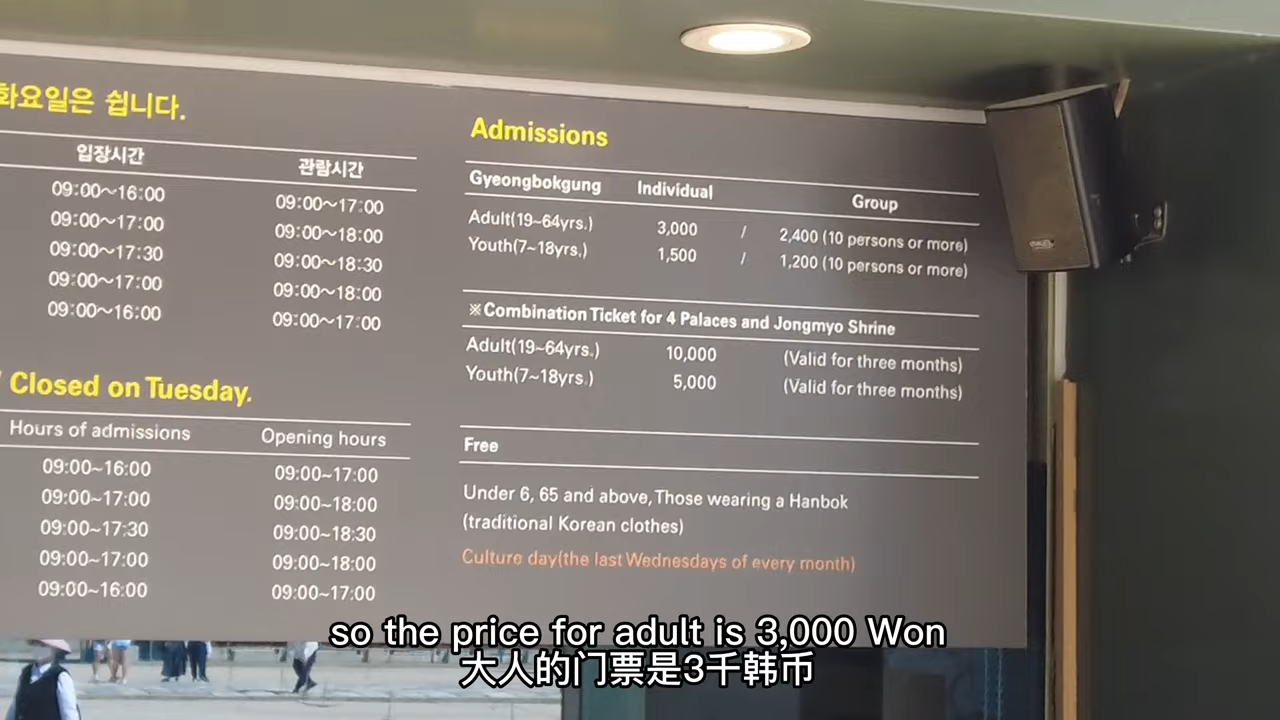 화요일은 쉽니다.
입장시간 관람시간
09:00~16:00 09:00~17:00
09:00~17:00 09:00~18:00
09:00~17:30 09:00~18:30
09:00~17:00 09:00~18:00
09:00~16:00 09:00~17:00
Closed on Tuesday.
Hours of admissions Opening hours
09:00~16:00 09:00~17:00
09:00~17:00 09:00~18:00
09:00~17:30 09:00~18:30
09:00~17:00 09:00~18:00
09:00~16:00 09:00~17:00
Admissions
Gyeongbokgung Individual Group
Adult(19~64yrs.) 3,000 / 2,400 (10 persons or more)
Youth(7~18yrs.) 1,500 / 1,200 (10 persons or more)
※Combination Ticket for 4 Palaces and Jongmyo Shrine
Adult(19~64yrs.) 10,000 (Valid for three months)
Youth(7~18yrs.) 5,000 (Valid for three months)
Free
Under 6, 65 and above, Those wearing a Hanbok
(traditional Korean clothes)
Culture day(the last Wednesdays of every month)
so the price for adult is 3,000 Won
大人的门票是3千韩币